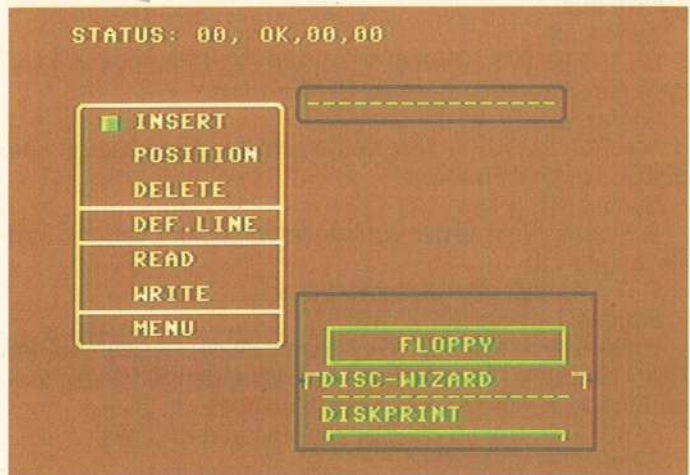 STATUS: 00, OK,00,00
INSERT
POSITION
DELETE
DEF.LINE
READ
WRITE
MENU
FLOPPY
DISC-WIZARD
DISKPRINT